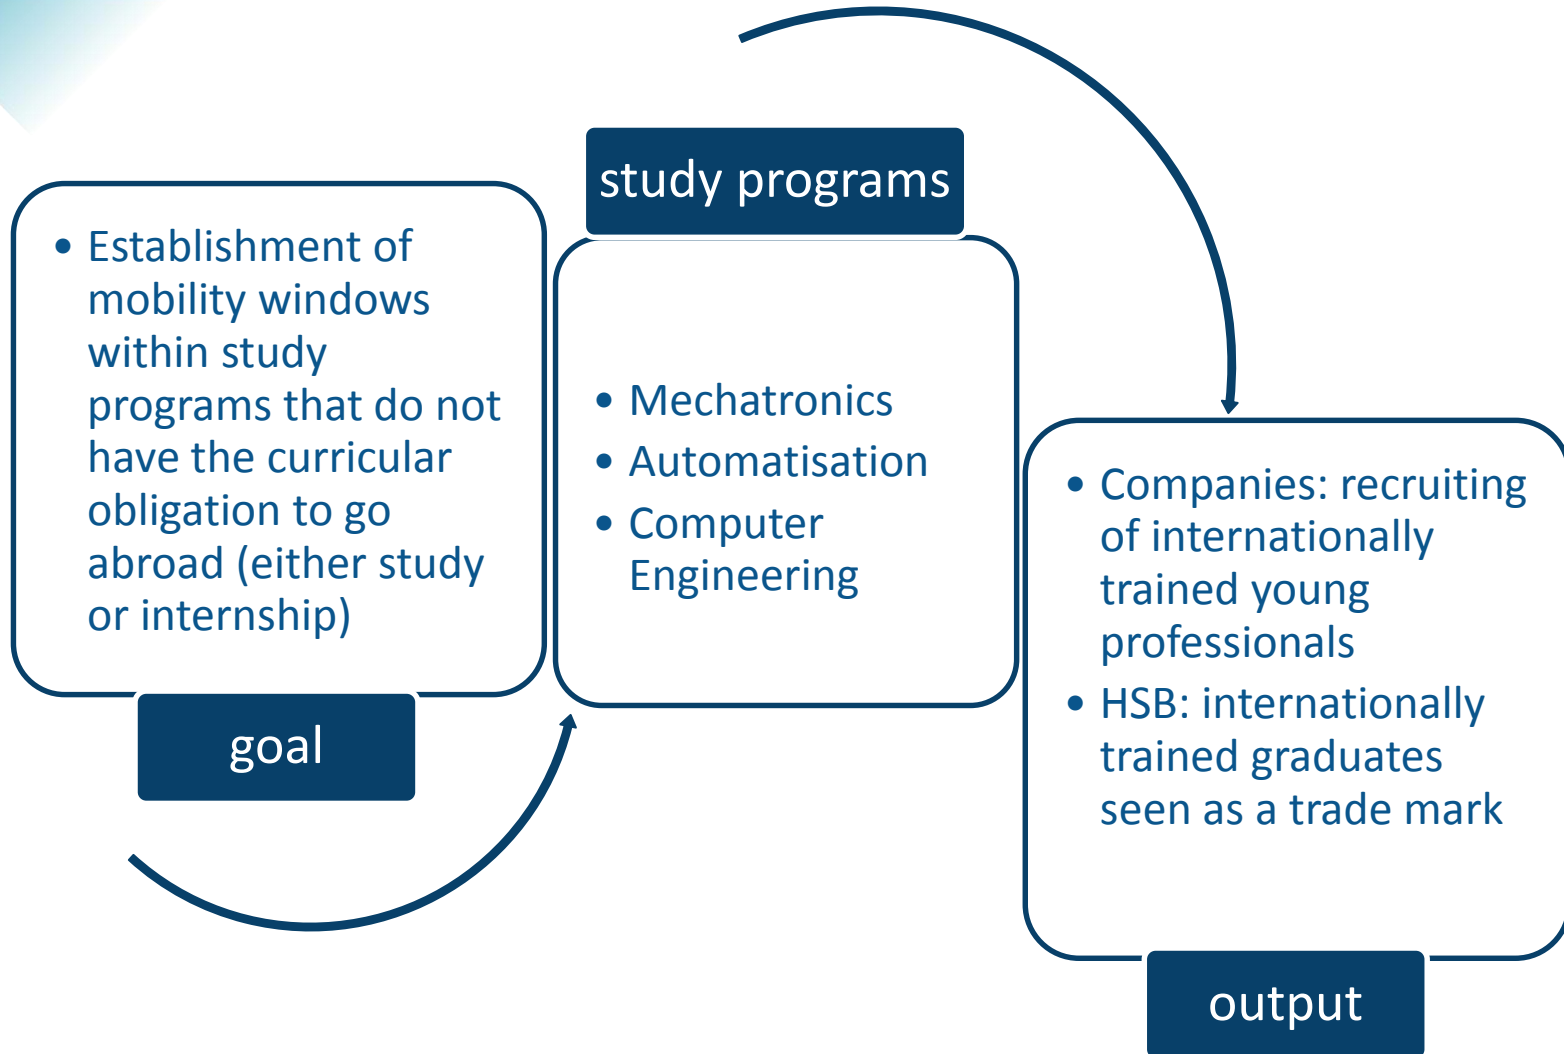 • Establishment of
mobility windows
within study
programs that do not
have the curricular
obligation to go
abroad (either study
or internship)
goal
study programs
• Mechatronics
• Automatisation
• Computer
Engineering
• Companies: recruiting
of internationally
trained young
professionals
• HSB: internationally
trained graduates
seen as a trade mark
output